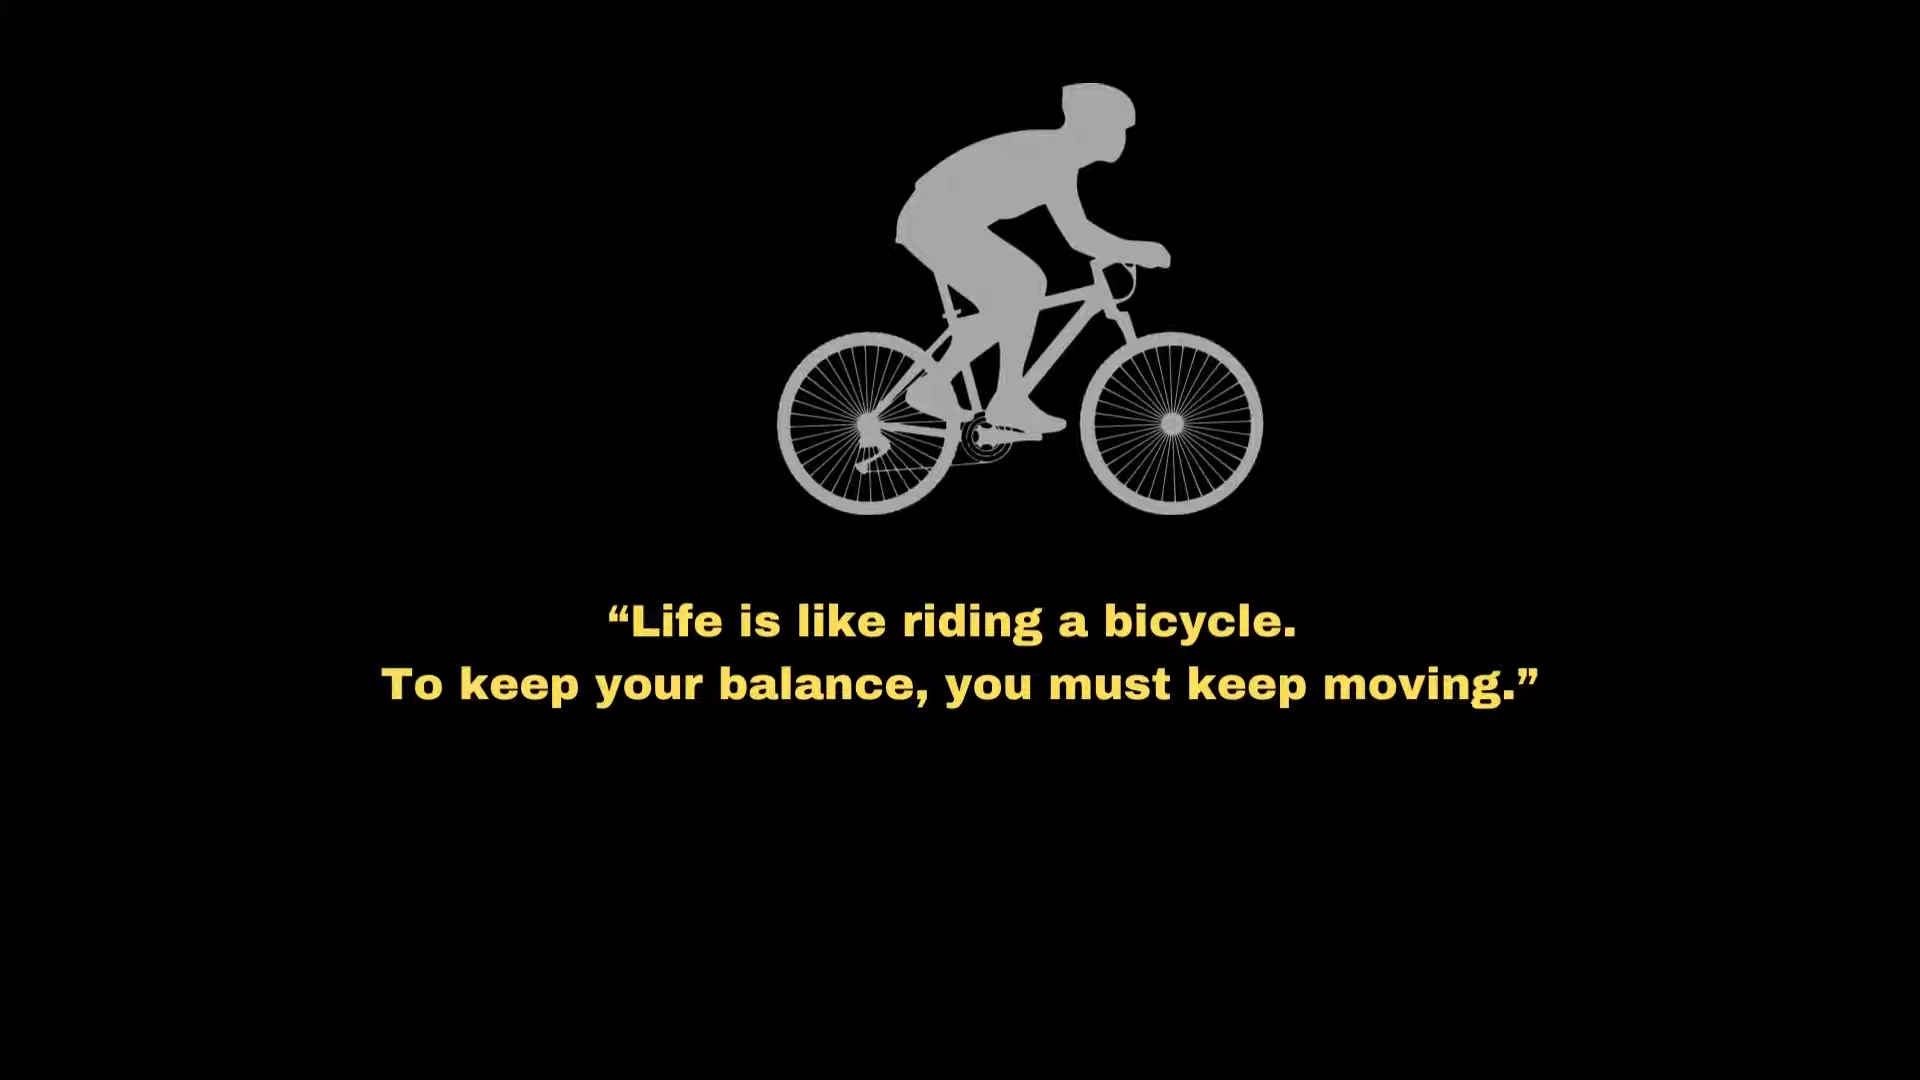 “Life is like riding a bicycle.
To keep your balance, you must keep moving.”